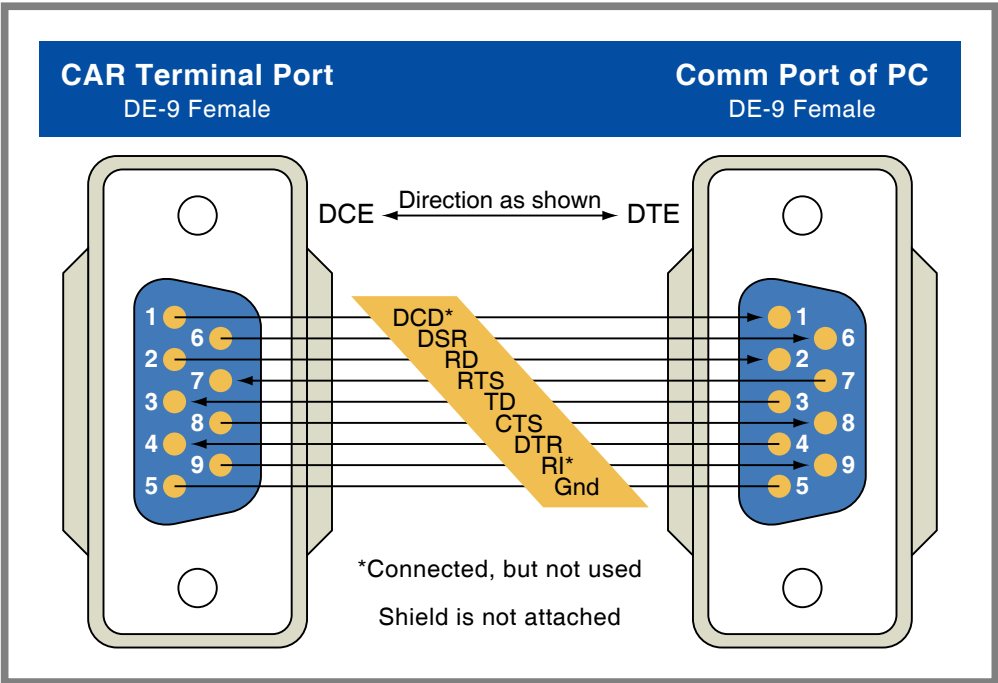 CAR Terminal Port
DE-9 Female
Comm Port of PC
DE-9 Female
DCE
Direction as shown
DTE
1
DCD*
1
6
DSR
6
2
RD
2
7
RTS
7
3
TD
3
8
CTS
8
4
DTR
4
9
RI*
9
5
Gnd
5
*Connected, but not used
Shield is not attached